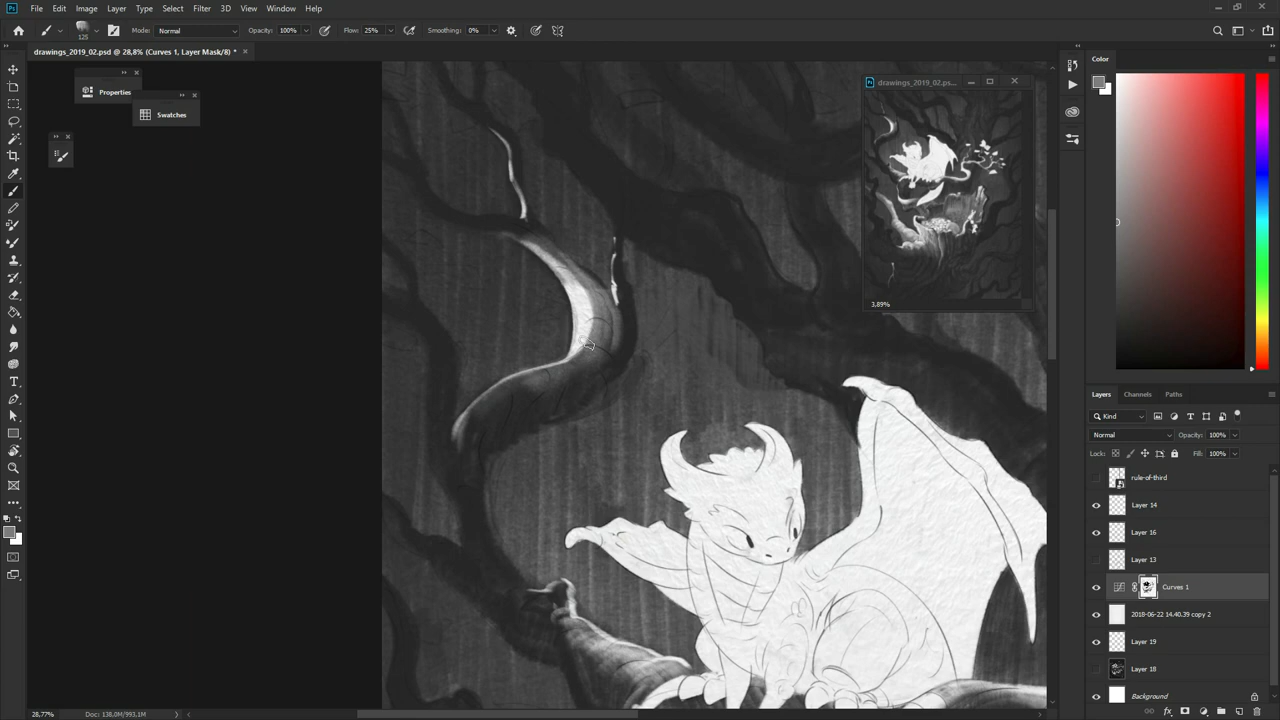 Ps File Edit Image Layer Type Select Filter 3D View Window Help
125 Mode: Normal Opacity: 100% Flow: 25% Smoothing: 0%
drawings_2019_02.psd @ 28,8% (Curves 1, Layer Mask/8) *
Properties
Swatches
drawings_2019_02.ps...
3,89%
Color
Layers Channels Paths
Kind
Normal Opacity: 100%
Lock: Fill: 100%
rule-of-third
Layer 14
Layer 16
Layer 13
Curves 1
2018-06-22 14.40.39 copy 2
Layer 19
Layer 18
Background
28,77% Doc: 138,0M/993,1M